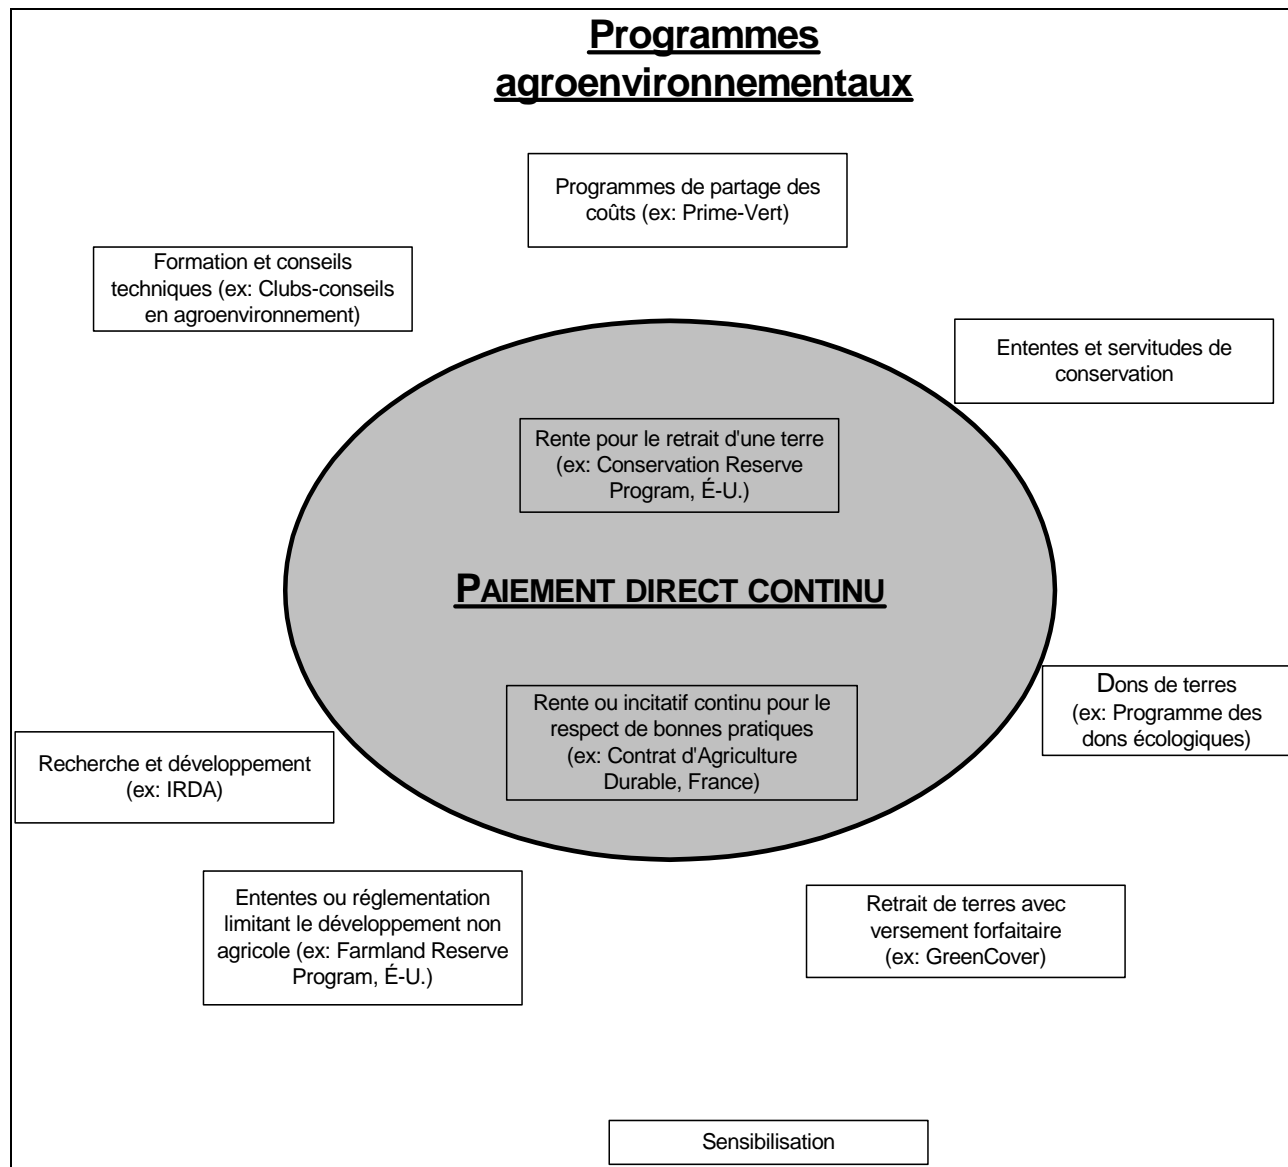 Programmes
agroenvironnementaux
Programmes de partage des
coûts (ex: Prime-Vert)
Formation et conseils
techniques (ex: Clubs-conseils
en agroenvironnement)
Ententes et servitudes de
conservation
Rente pour le retrait d'une terre
(ex: Conservation Reserve
Program, É-U.)
PAIEMENT DIRECT CONTINU
Dons de terres
(ex: Programme des
dons écologiques)
Rente ou incitatif continu pour le
respect de bonnes pratiques
(ex: Contrat d'Agriculture
Durable, France)
Recherche et développement
(ex: IRDA)
Ententes ou réglementation
limitant le développement non
agricole (ex: Farmland Reserve
Program, É-U.)
Retrait de terres avec
versement forfaitaire
(ex: GreenCover)
Sensibilisation